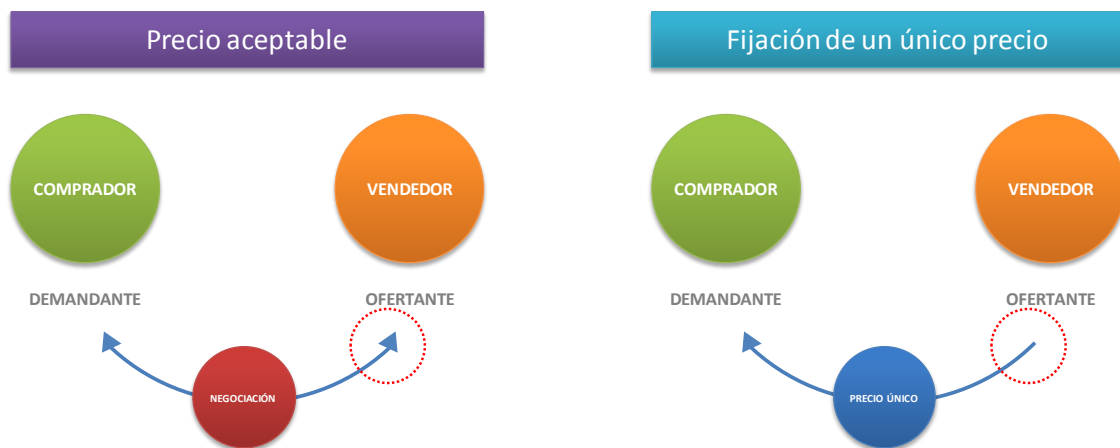 Precio aceptable
COMPRADOR
VENDEDOR
DEMANDANTE
OFERTANTE
NEGOCIACIÓN
Fijación de un único precio
COMPRADOR
VENDEDOR
DEMANDANTE
OFERTANTE
PRECIO ÚNICO